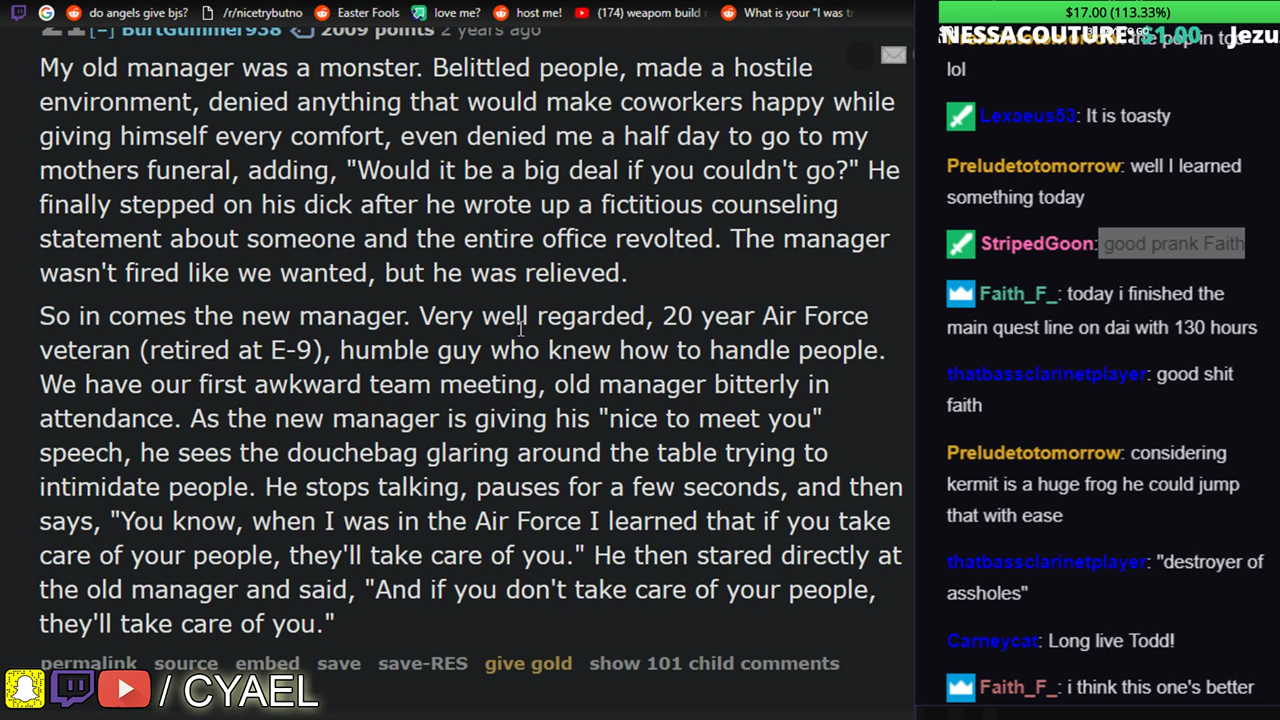 do angels give bjs?
/r/nicetrybutno
Easter Fools
love me?
host me!
(174) weapom build
What is your "I was
$17.00 (113.33%)
[-] BurtGummer938 2009 points 2 years ago
My old manager was a monster. Belittled people, made a hostile
environment, denied anything that would make coworkers happy while
giving himself every comfort, even denied me a half day to go to my
mothers funeral, adding, "Would it be a big deal if you couldn't go?" He
finally stepped on his dick after he wrote up a fictitious counseling
statement about someone and the entire office revolted. The manager
wasn't fired like we wanted, but he was relieved.
So in comes the new manager. Very well regarded, 20 year Air Force
veteran (retired at E-9), humble guy who knew how to handle people.
We have our first awkward team meeting, old manager bitterly in
attendance. As the new manager is giving his "nice to meet you"
speech, he sees the douchebag glaring around the table trying to
intimidate people. He stops talking, pauses for a few seconds, and then
says, "You know, when I was in the Air Force I learned that if you take
care of your people, they'll take care of you." He then stared directly at
the old manager and said, "And if you don't take care of your people,
they'll take care of you."
permalink source embed save save-RES give gold show 101 child comments
/ CYAEL
NESSACOUTURE: $1.00 Jezu
lol
Lexaeus53: It is toasty
Preludetotomorrow: well I learned
something today
StripedGoon: good prank Faith
Faith_F_: today i finished the
main quest line on dai with 130 hours
thatbassclarinetplayer: good shit
faith
Preludetotomorrow: considering
kermit is a huge frog he could jump
that with ease
thatbassclarinetplayer: "destroyer of
assholes"
Carneycat: Long live Todd!
Faith_F_: i think this one's better